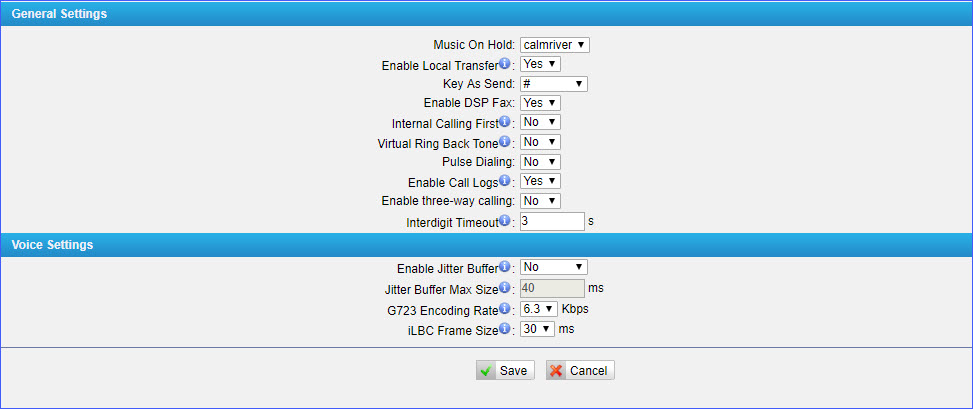 General Settings
Music On Hold: calmriver
Enable Local Transfer: Yes
Key As Send: #
Enable DSP Fax: Yes
Internal Calling First: No
Virtual Ring Back Tone: No
Pulse Dialing: No
Enable Call Logs: Yes
Enable three-way calling: No
Interdigit Timeout: 3 s
Voice Settings
Enable Jitter Buffer: No
Jitter Buffer Max Size: 40 ms
G723 Encoding Rate: 6.3 Kbps
iLBC Frame Size: 30 ms
Save Cancel